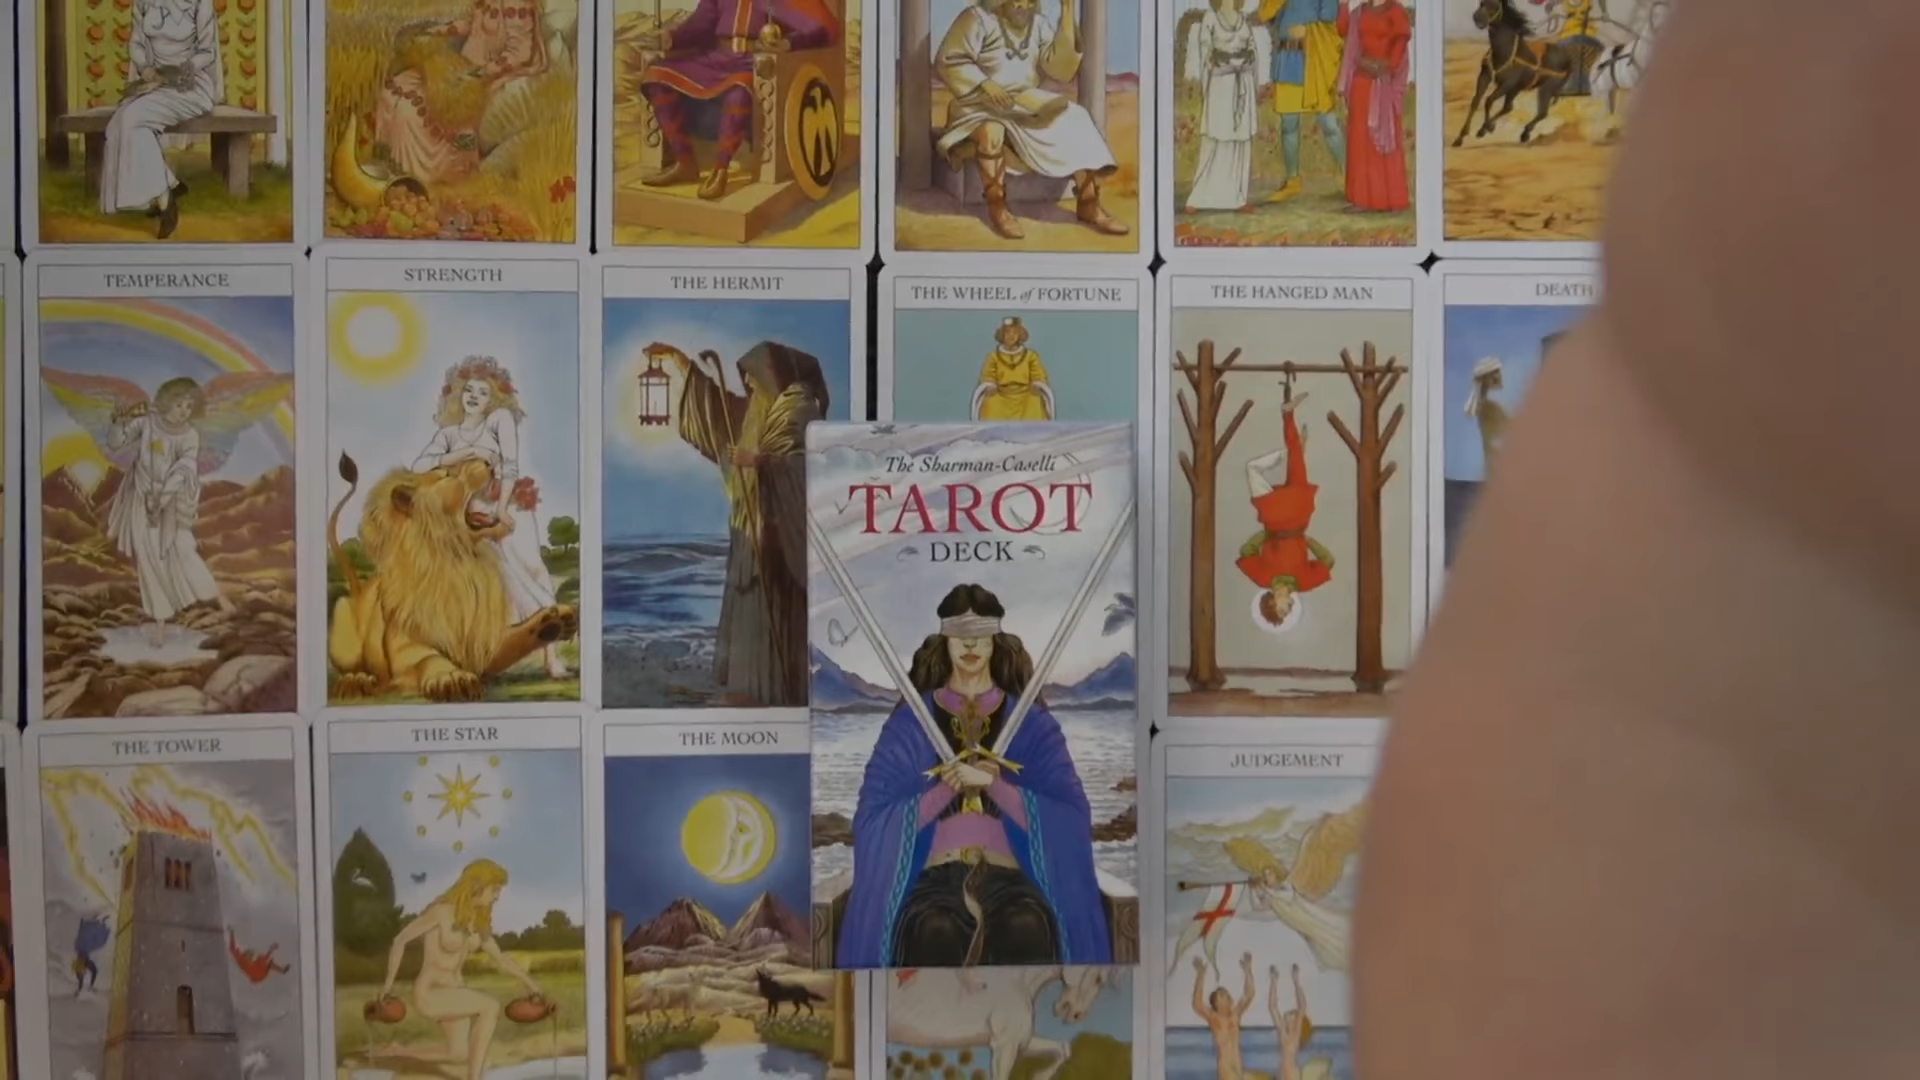 TEMPERANCE
STRENGTH
THE HERMIT
THE WHEEL of FORTUNE
THE HANGED MAN
DEATH
The Sharman-Caselli
TAROT
DECK
THE TOWER
THE STAR
THE MOON
JUDGEMENT